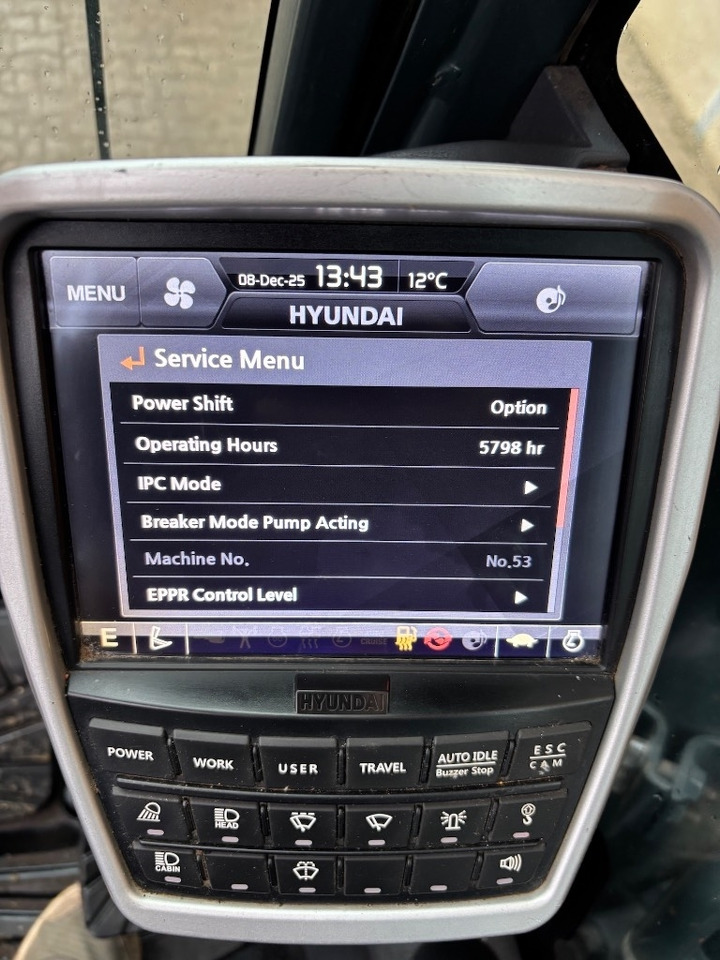 08-Dec-25 13:43 12°C
MENU
HYUNDAI
Service Menu
Power Shift Option
Operating Hours 5798 hr
IPC Mode
Breaker Mode Pump Acting
Machine No. No.53
EPPR Control Level
E
HYUNDAI
POWER WORK USER TRAVEL AUTO IDLE ESC
Buzzer Stop CAM
HEAD
CABIN